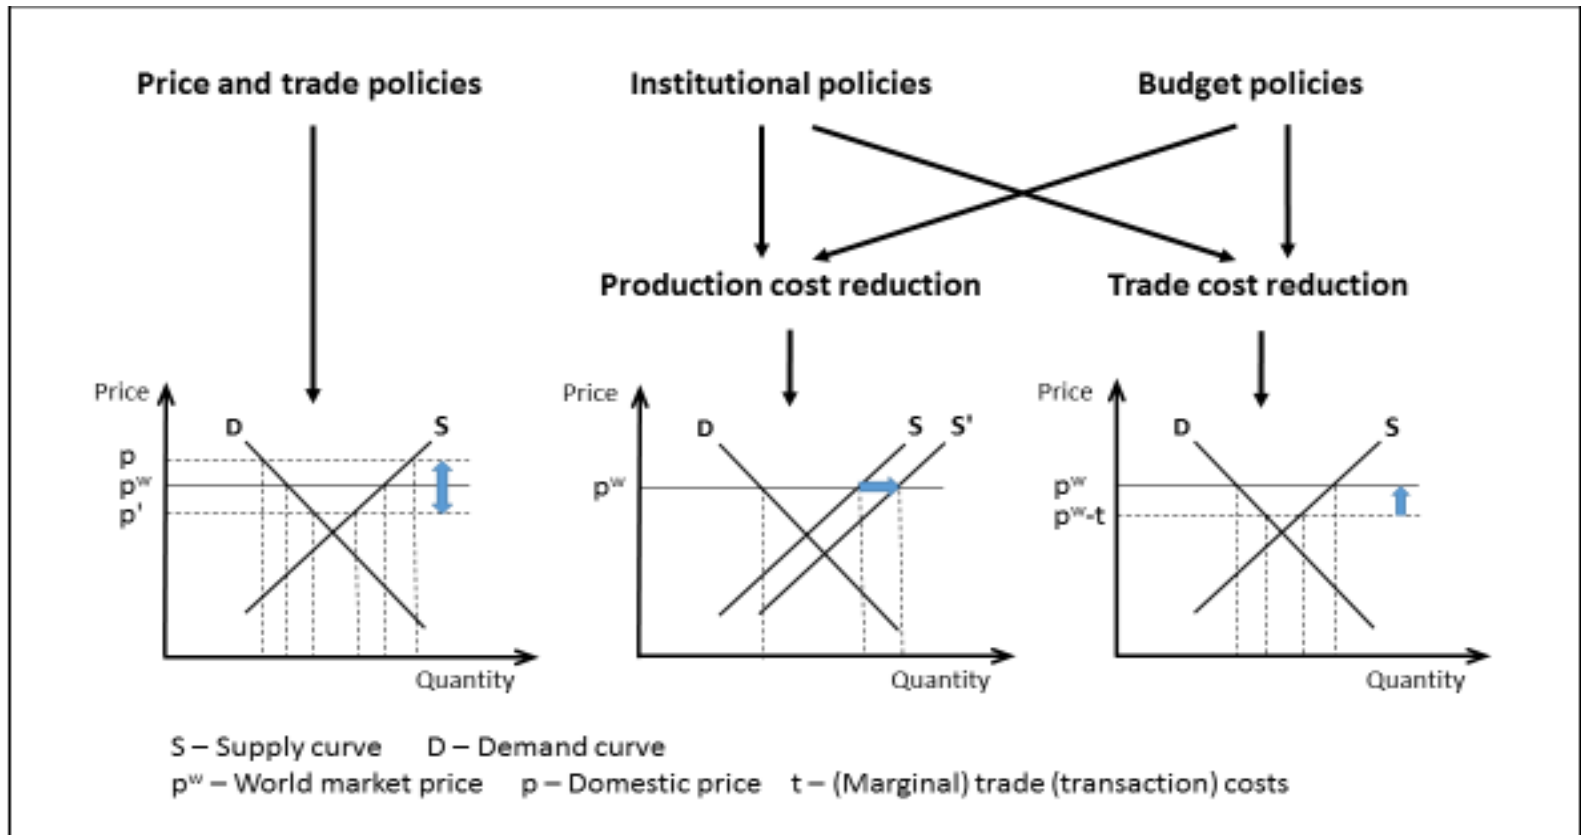 Price and trade policies
Institutional policies
Budget policies
Production cost reduction
Trade cost reduction
Price
D
S
p
pʷ
p'
Quantity
Price
D
S
S'
pʷ
Quantity
Price
D
S
pʷ
pʷ-t
Quantity
S – Supply curve D – Demand curve
pʷ – World market price p – Domestic price t – (Marginal) trade (transaction) costs